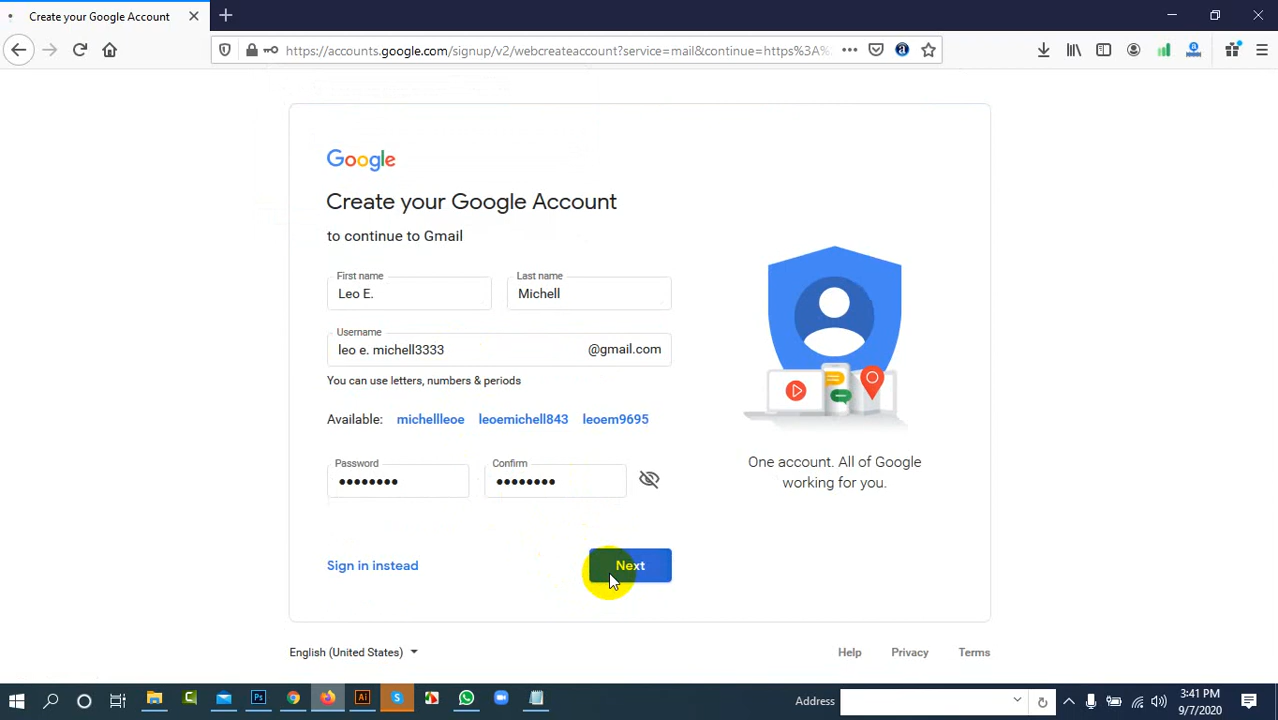 Create your Google Account
https://accounts.google.com/signup/v2/webcreateaccount?service=mail&continue=https%3A%2
Google
Create your Google Account
to continue to Gmail
First name
Last name
Leo E.
Michell
Username
leo e. michell3333
@gmail.com
You can use letters, numbers & periods
Available: michellleoe leoemichell843 leoem9695
Password
Confirm
Sign in instead
Next
One account. All of Google
working for you.
English (United States)
Help
Privacy
Terms
Ps
Ai
S
Address
3:41 PM
9/7/2020